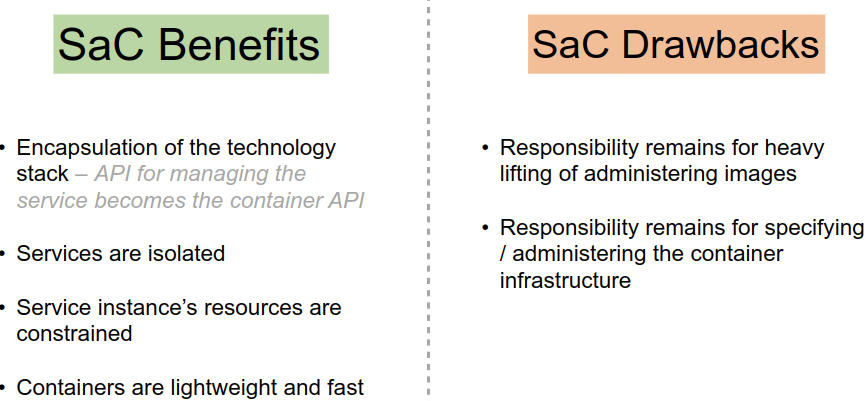 SaC Benefits
• Encapsulation of the technology
stack – API for managing the
service becomes the container API
• Services are isolated
• Service instance's resources are
constrained
• Containers are lightweight and fast
SaC Drawbacks
• Responsibility remains for heavy
lifting of administering images
• Responsibility remains for specifying
/ administering the container
infrastructure